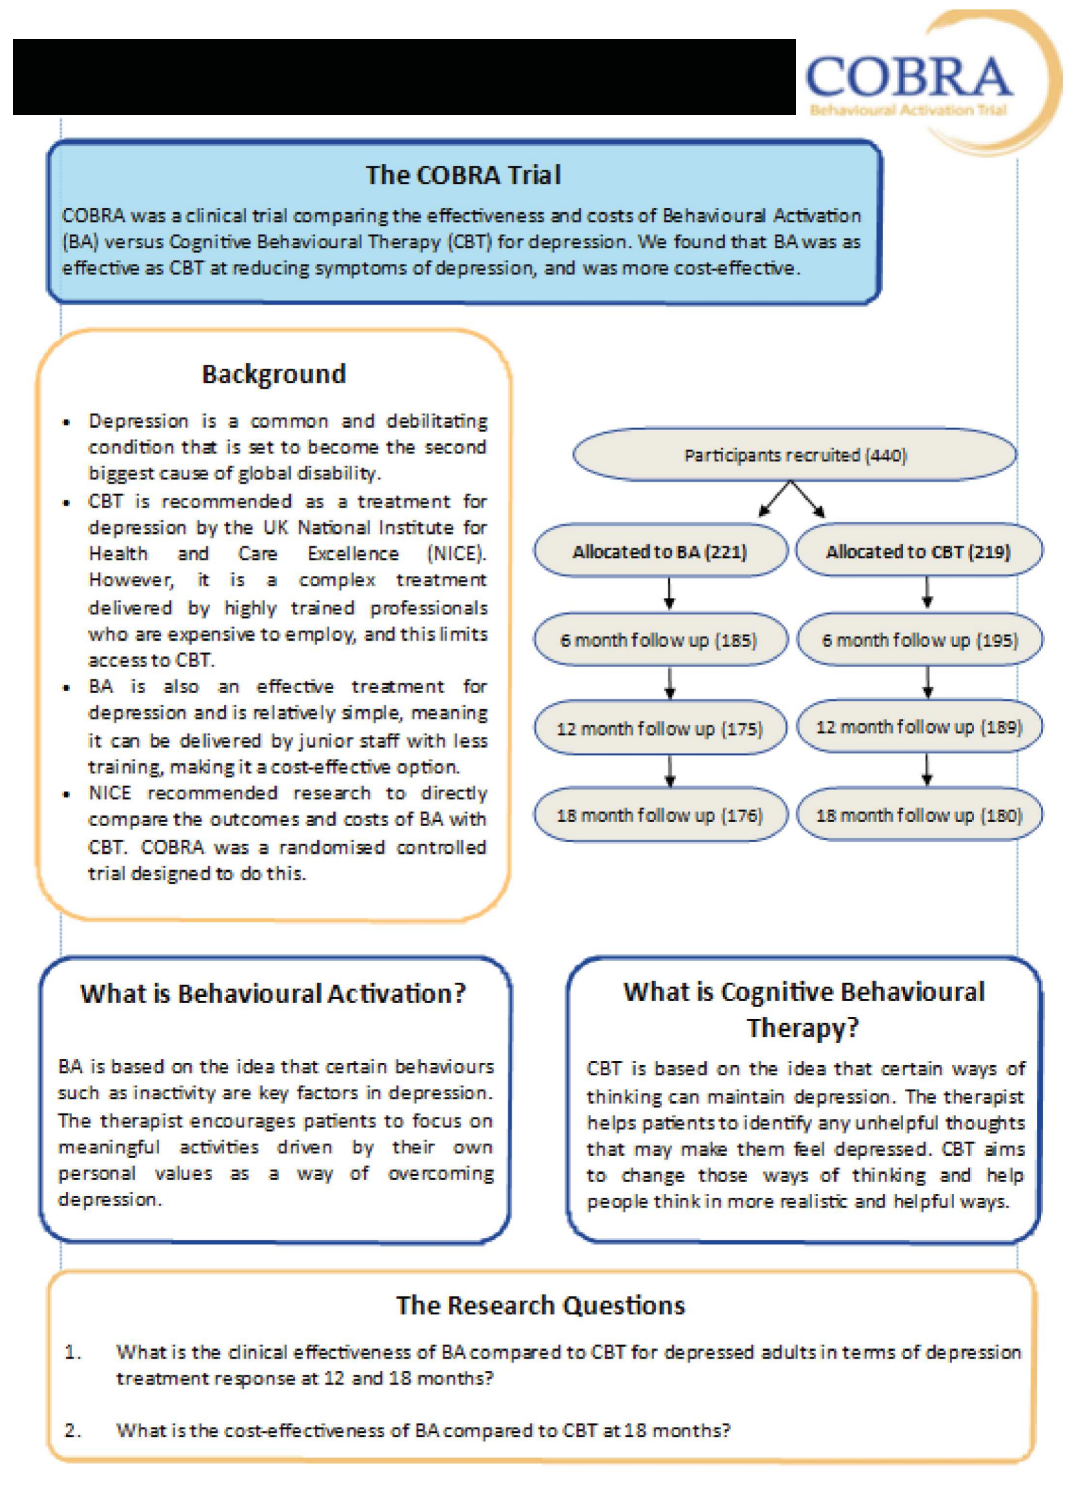 COBRA
Behavioural Activation Trial
The COBRA Trial
COBRA was a clinical trial comparing the effectiveness and costs of Behavioural Activation
(BA) versus Cognitive Behavioural Therapy (CBT) for depression. We found that BA was as
effective as CBT at reducing symptoms of depression, and was more cost-effective.
Background
• Depression is a common and debilitating
condition that is set to become the second
biggest cause of global disability.
• CBT is recommended as a treatment for
depression by the UK National Institute for
Health and Care Excellence (NICE).
However, it is a complex treatment
delivered by highly trained professionals
who are expensive to employ, and this limits
access to CBT.
• BA is also an effective treatment for
depression and is relatively simple, meaning
it can be delivered by junior staff with less
training, making it a cost-effective option.
• NICE recommended research to directly
compare the outcomes and costs of BA with
CBT. COBRA was a randomised controlled
trial designed to do this.
Participants recruited (440)
Allocated to BA (221)
Allocated to CBT (219)
6 month follow up (185)
6 month follow up (195)
12 month follow up (175)
12 month follow up (189)
18 month follow up (176)
18 month follow up (180)
What is Behavioural Activation?
BA is based on the idea that certain behaviours
such as inactivity are key factors in depression.
The therapist encourages patients to focus on
meaningful activities driven by their own
personal values as a way of overcoming
depression.
What is Cognitive Behavioural
Therapy?
CBT is based on the idea that certain ways of
thinking can maintain depression. The therapist
helps patients to identify any unhelpful thoughts
that may make them feel depressed. CBT aims
to change those ways of thinking and help
people think in more realistic and helpful ways.
The Research Questions
1. What is the clinical effectiveness of BA compared to CBT for depressed adults in terms of depression
treatment response at 12 and 18 months?
2. What is the cost-effectiveness of BA compared to CBT at 18 months?